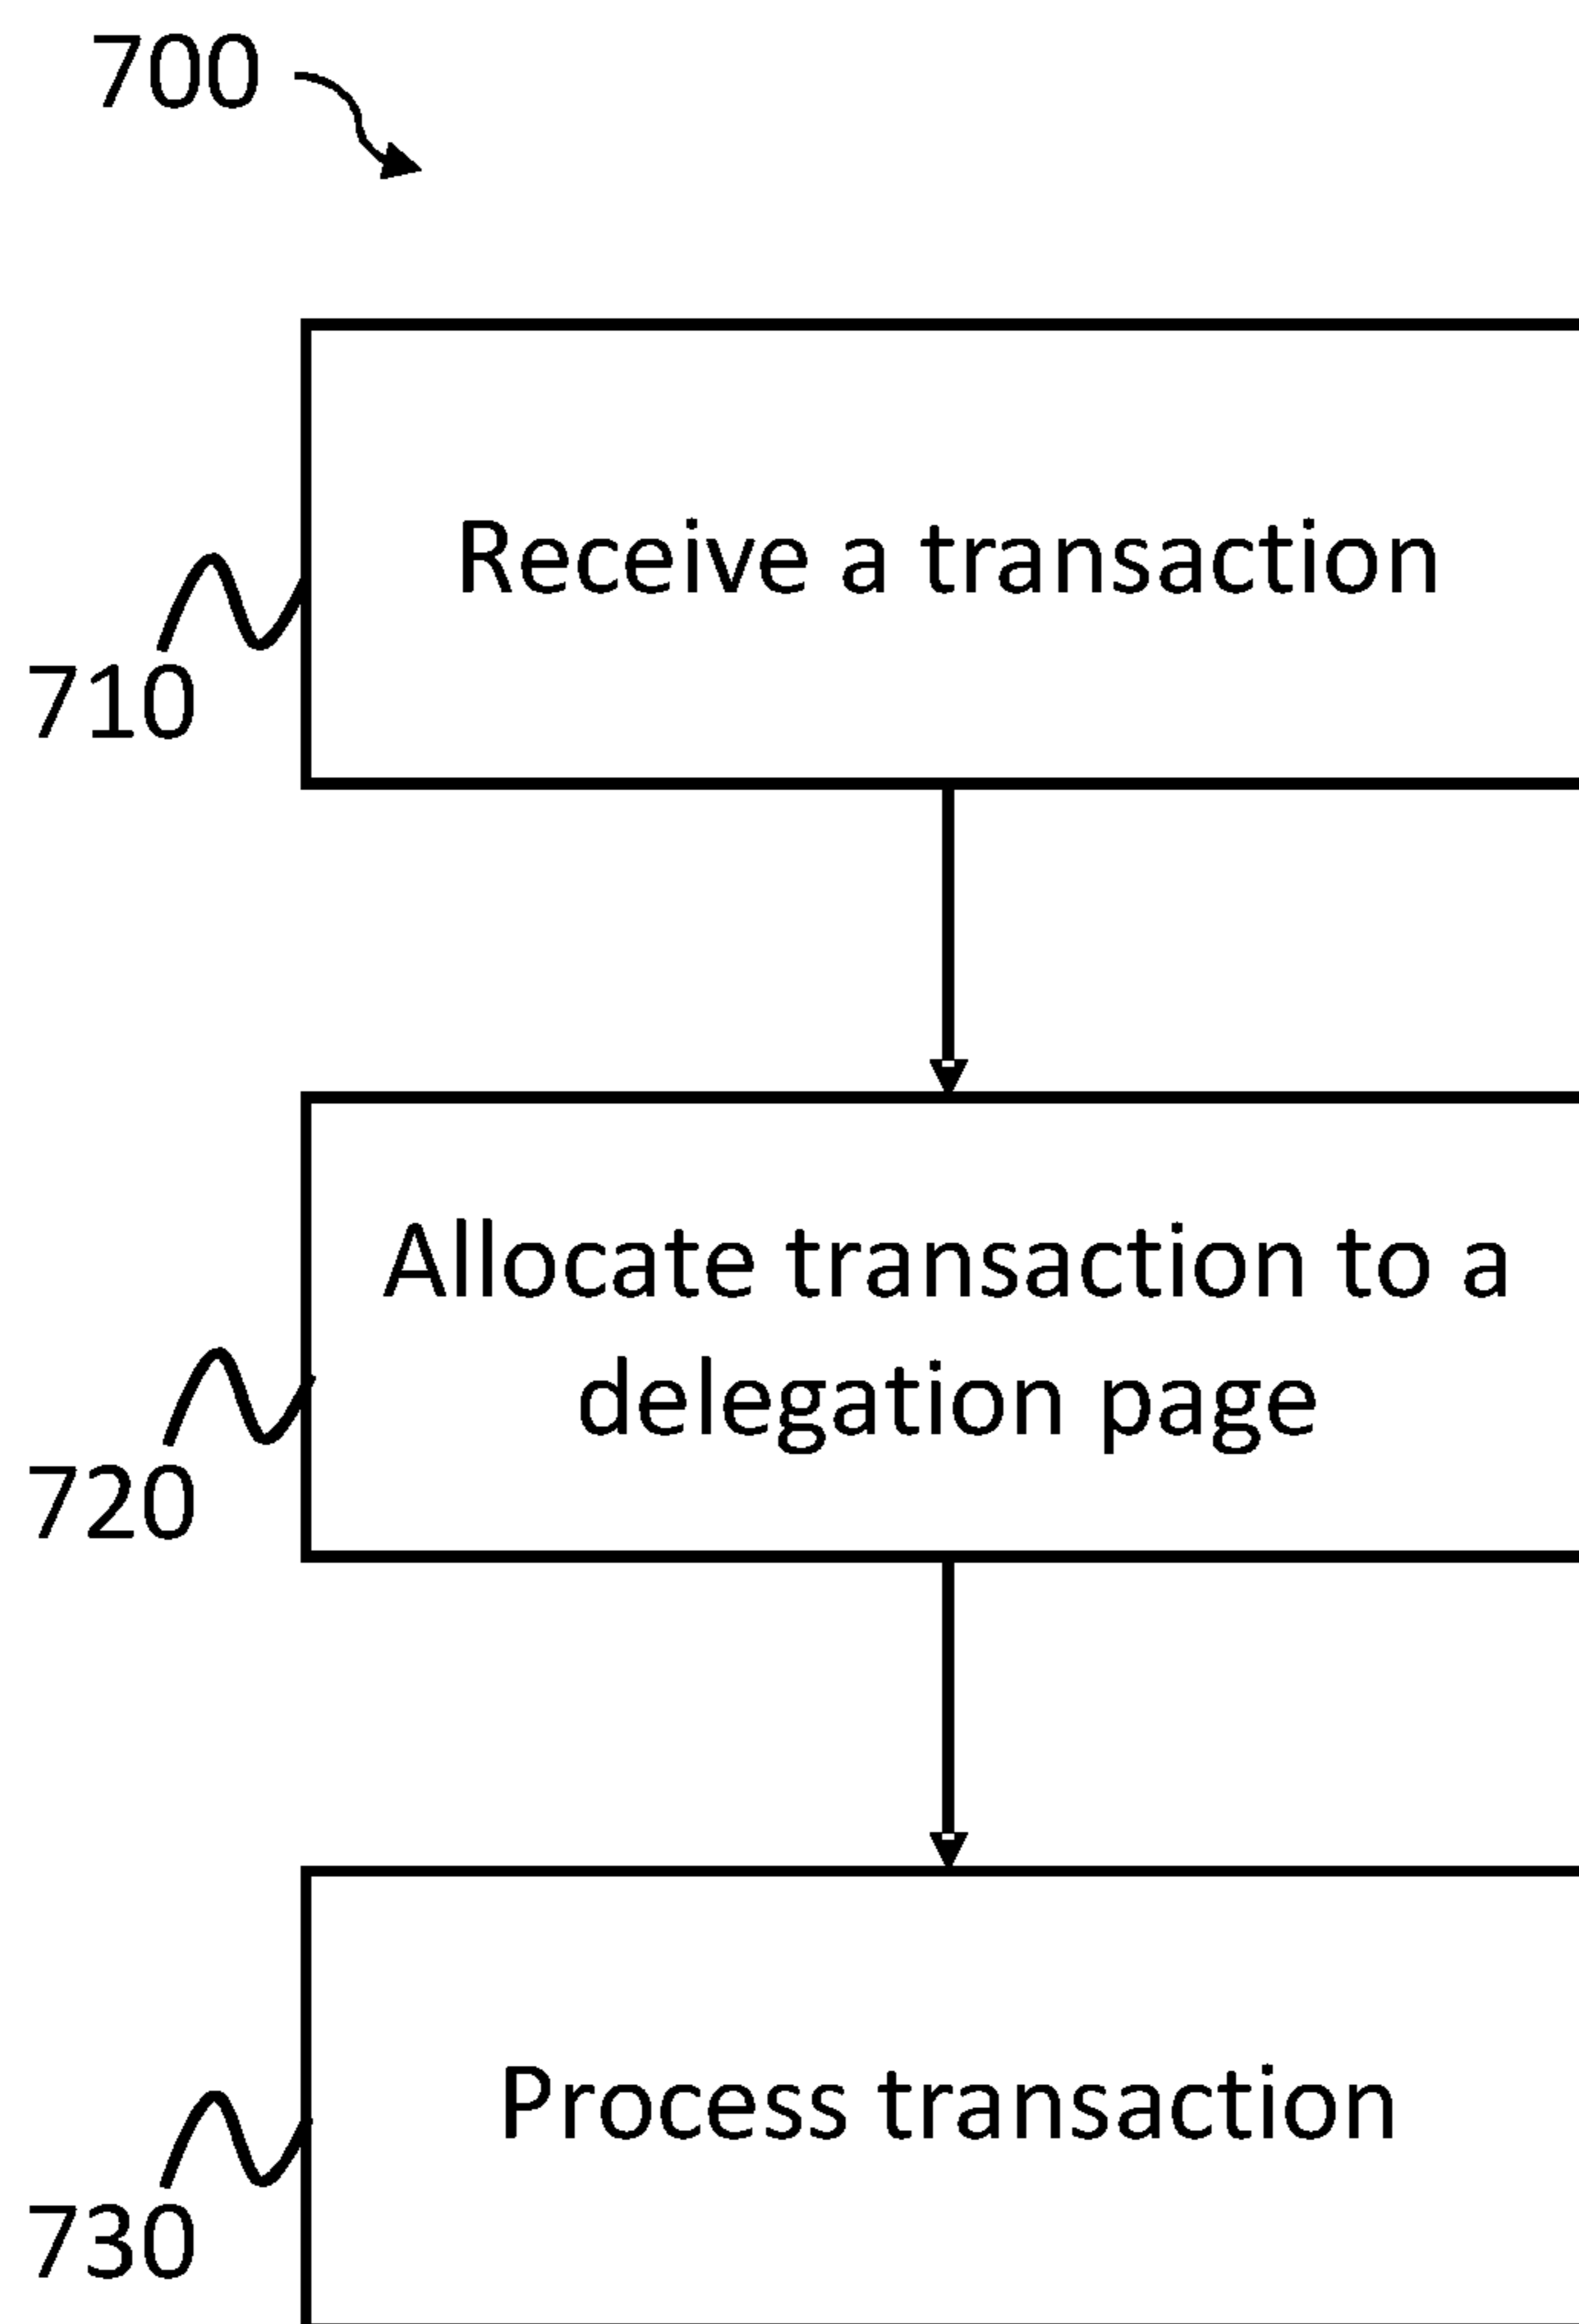 700
Receive a transaction
710
Allocate transaction to a
delegation page
720
Process transaction
730